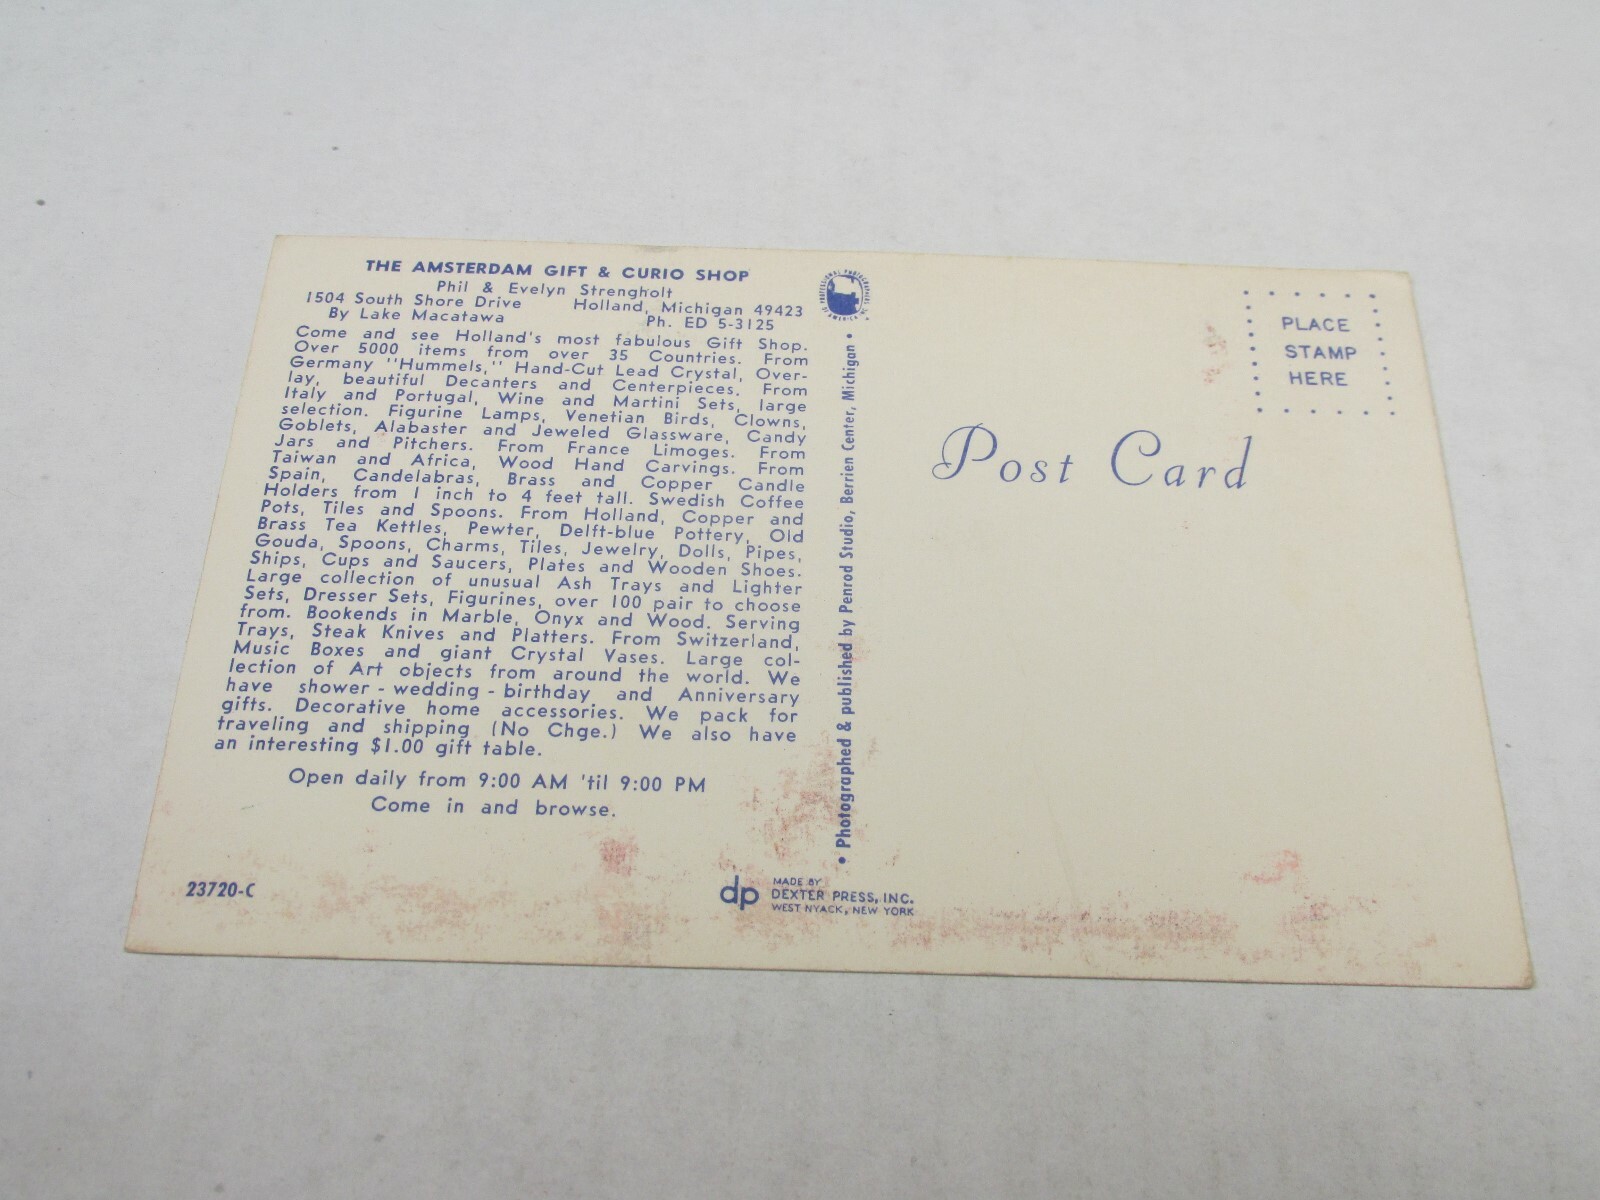 THE AMSTERDAM GIFT & CURIO SHOP
Phil & Evelyn Strengholt
1504 South Shore Drive Holland, Michigan 49423
By Lake Macatawa Ph. ED 5-3125
Come and see Holland's most fabulous Gift Shop.
Over 5000 items from over 35 Countries. From
Germany "Hummels," Hand-Cut Lead Crystal, Over-
lay, beautiful Decanters and Centerpieces. From
Italy and Portugal, Wine and Martini Sets, large
selection. Figurine Lamps, Venetian Birds, Clowns,
Goblets, Alabaster and Jeweled Glassware, Candy
Jars and Pitchers. From France Limoges. From
Taiwan and Africa, Wood Hand Carvings. From
Spain, Candelabras, Brass and Copper Candle
Holders from 1 inch to 4 feet tall. Swedish Coffee
Pots, Tiles and Spoons. From Holland, Copper and
Brass Tea Kettles, Pewter, Delft-blue Pottery, Old
Gouda, Spoons, Charms, Tiles, Jewelry, Dolls, Pipes,
Ships, Cups and Saucers, Plates and Wooden Shoes.
Large collection of unusual Ash Trays and Lighter
Sets, Dresser Sets, Figurines, over 100 pair to choose
from. Bookends in Marble, Onyx and Wood. Serving
Trays, Steak Knives and Platters. From Switzerland,
Music Boxes and giant Crystal Vases. Large col-
lection of Art objects from around the world. We
have shower - wedding - birthday and Anniversary
gifts. Decorative home accessories. We pack for
traveling and shipping (No Chge.) We also have
an interesting $1.00 gift table.
Open daily from 9:00 AM 'til 9:00 PM
Come in and browse.
23720-C
PROFESSIONAL PHOTOGRAPHERS OF AMERICA INC.
• Photographed & published by Penrod Studio, Berrien Center, Michigan •
dp MADE BY
DEXTER PRESS, INC.
WEST NYACK, NEW YORK
Post Card
PLACE
STAMP
HERE